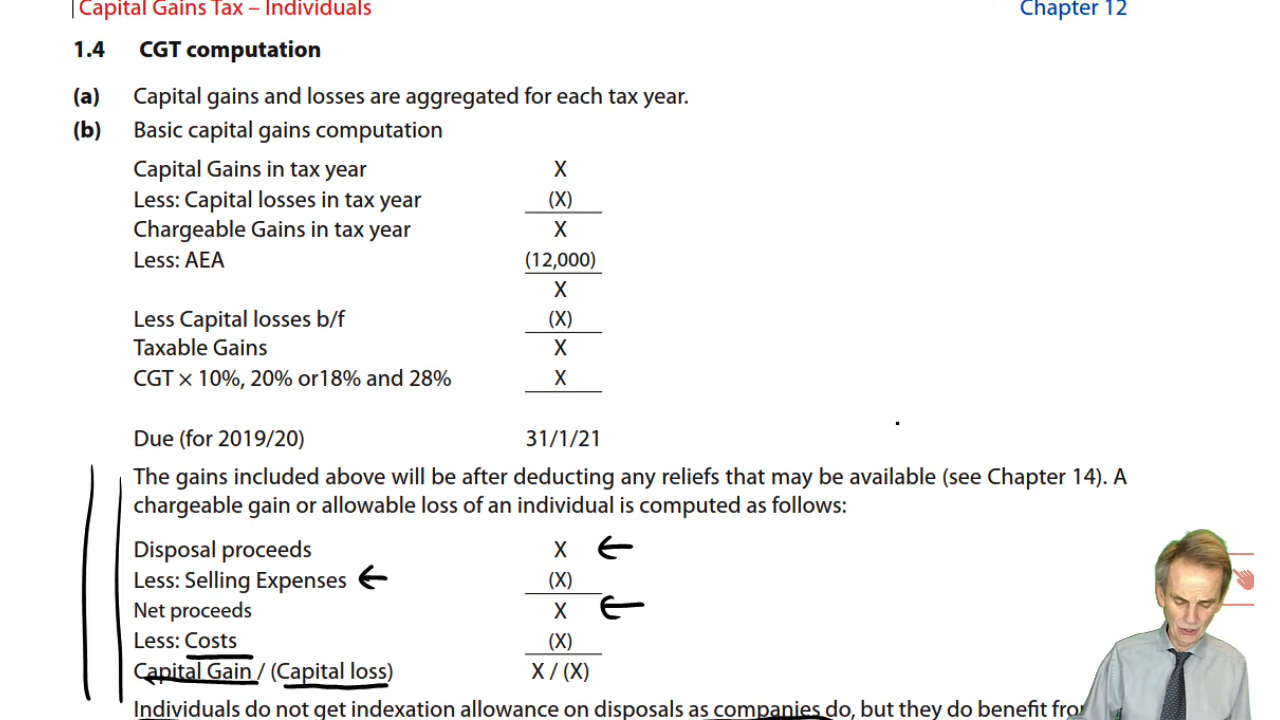 Capital Gains Tax – Individuals Chapter 12
1.4 CGT computation
(a) Capital gains and losses are aggregated for each tax year.
(b) Basic capital gains computation
Capital Gains in tax year X
Less: Capital losses in tax year (X)
Chargeable Gains in tax year X
Less: AEA (12,000)
X
Less Capital losses b/f (X)
Taxable Gains X
CGT × 10%, 20% or18% and 28% X
Due (for 2019/20) 31/1/21
The gains included above will be after deducting any reliefs that may be available (see Chapter 14). A
chargeable gain or allowable loss of an individual is computed as follows:
Disposal proceeds X
Less: Selling Expenses (X)
Net proceeds X
Less: Costs (X)
Capital Gain / (Capital loss) X / (X)
Individuals do not get indexation allowance on disposals as companies do, but they do benefit